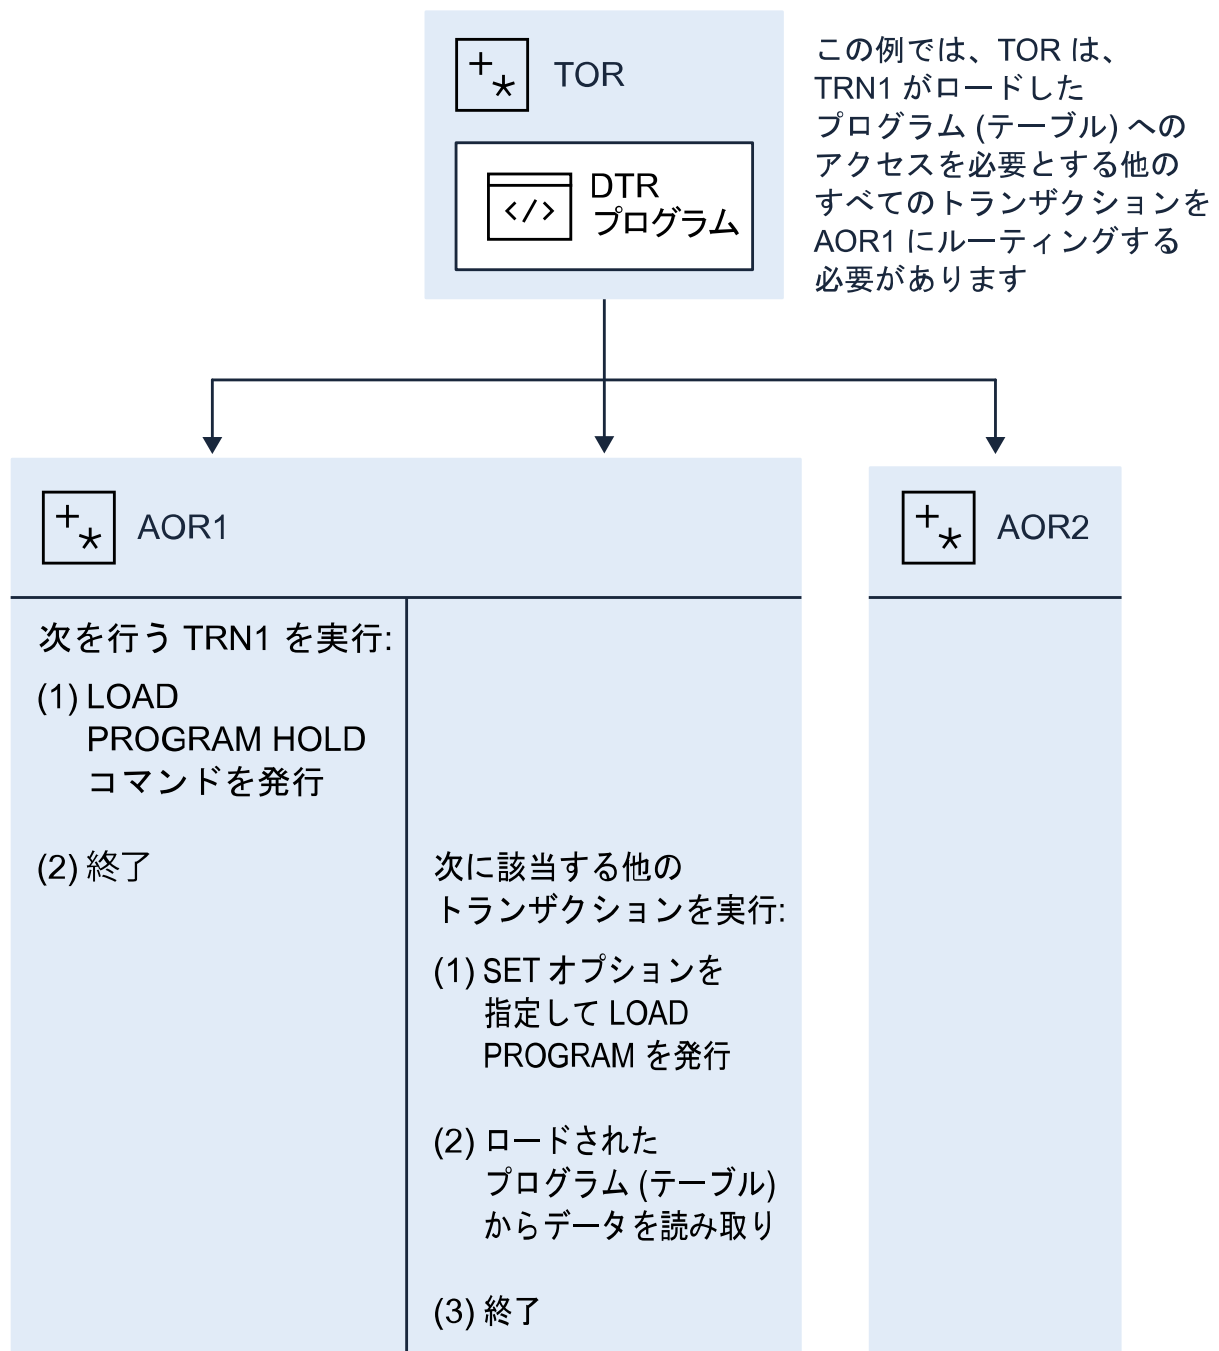 TOR
DTR
プログラム
この例では、TOR は、
TRN1 がロードした
プログラム (テーブル) への
アクセスを必要とする他の
すべてのトランザクションを
AOR1 にルーティングする
必要があります
AOR1
次を行う TRN1 を実行:
(1) LOAD
PROGRAM HOLD
コマンドを発行
(2) 終了
次に該当する他の
トランザクションを実行:
(1) SET オプションを
指定して LOAD
PROGRAM を発行
(2) ロードされた
プログラム (テーブル)
からデータを読み取り
(3) 終了
AOR2